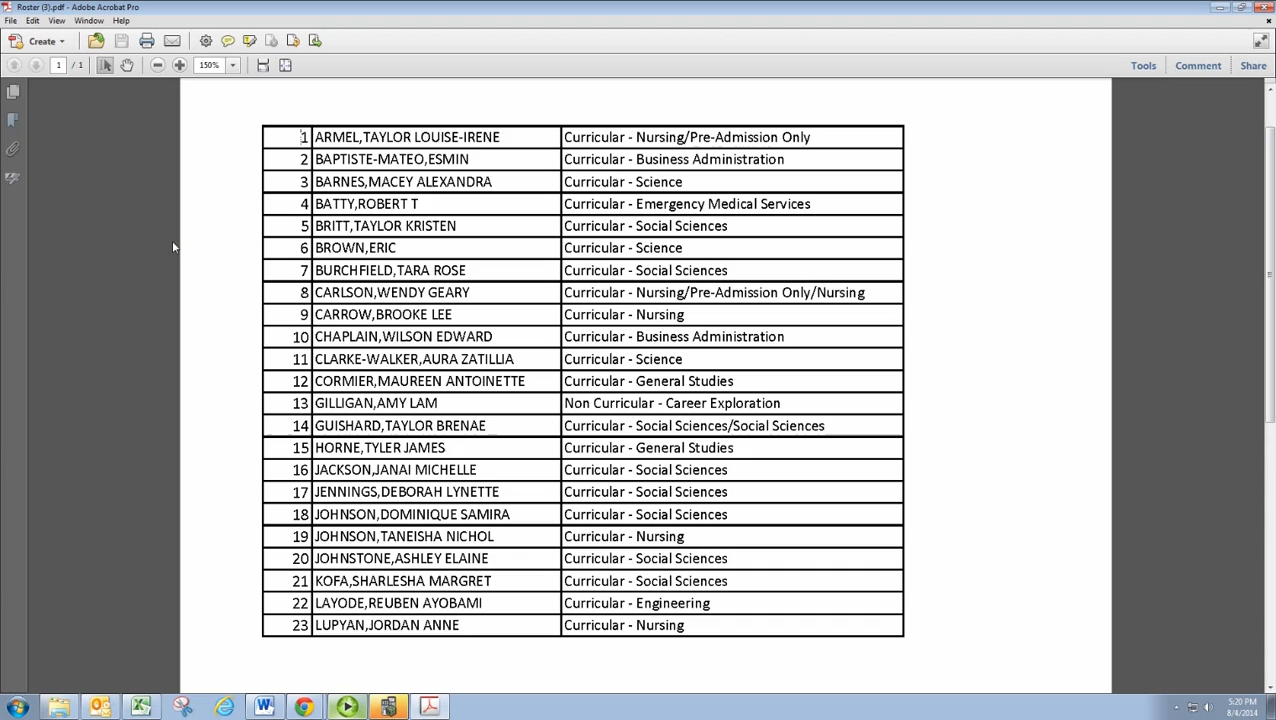 Roster (3).pdf - Adobe Acrobat Pro
File Edit View Window Help
Create
1 / 1 150% Tools Comment Share
1 ARMEL,TAYLOR LOUISE-IRENE Curricular - Nursing/Pre-Admission Only
2 BAPTISTE-MATEO,ESMIN Curricular - Business Administration
3 BARNES,MACEY ALEXANDRA Curricular - Science
4 BATTY,ROBERT T Curricular - Emergency Medical Services
5 BRITT,TAYLOR KRISTEN Curricular - Social Sciences
6 BROWN,ERIC Curricular - Science
7 BURCHFIELD,TARA ROSE Curricular - Social Sciences
8 CARLSON,WENDY GEARY Curricular - Nursing/Pre-Admission Only/Nursing
9 CARROW,BROOKE LEE Curricular - Nursing
10 CHAPLAIN,WILSON EDWARD Curricular - Business Administration
11 CLARKE-WALKER,AURA ZATILLIA Curricular - Science
12 CORMIER,MAUREEN ANTOINETTE Curricular - General Studies
13 GILLIGAN,AMY LAM Non Curricular - Career Exploration
14 GUISHARD,TAYLOR BRENAE Curricular - Social Sciences/Social Sciences
15 HORNE,TYLER JAMES Curricular - General Studies
16 JACKSON,JANAI MICHELLE Curricular - Social Sciences
17 JENNINGS,DEBORAH LYNETTE Curricular - Social Sciences
18 JOHNSON,DOMINIQUE SAMIRA Curricular - Social Sciences
19 JOHNSON,TANEISHA NICHOL Curricular - Nursing
20 JOHNSTONE,ASHLEY ELAINE Curricular - Social Sciences
21 KOFA,SHARLESHA MARGRET Curricular - Social Sciences
22 LAYODE,REUBEN AYOBAMI Curricular - Engineering
23 LUPYAN,JORDAN ANNE Curricular - Nursing
5:20 PM
8/4/2014